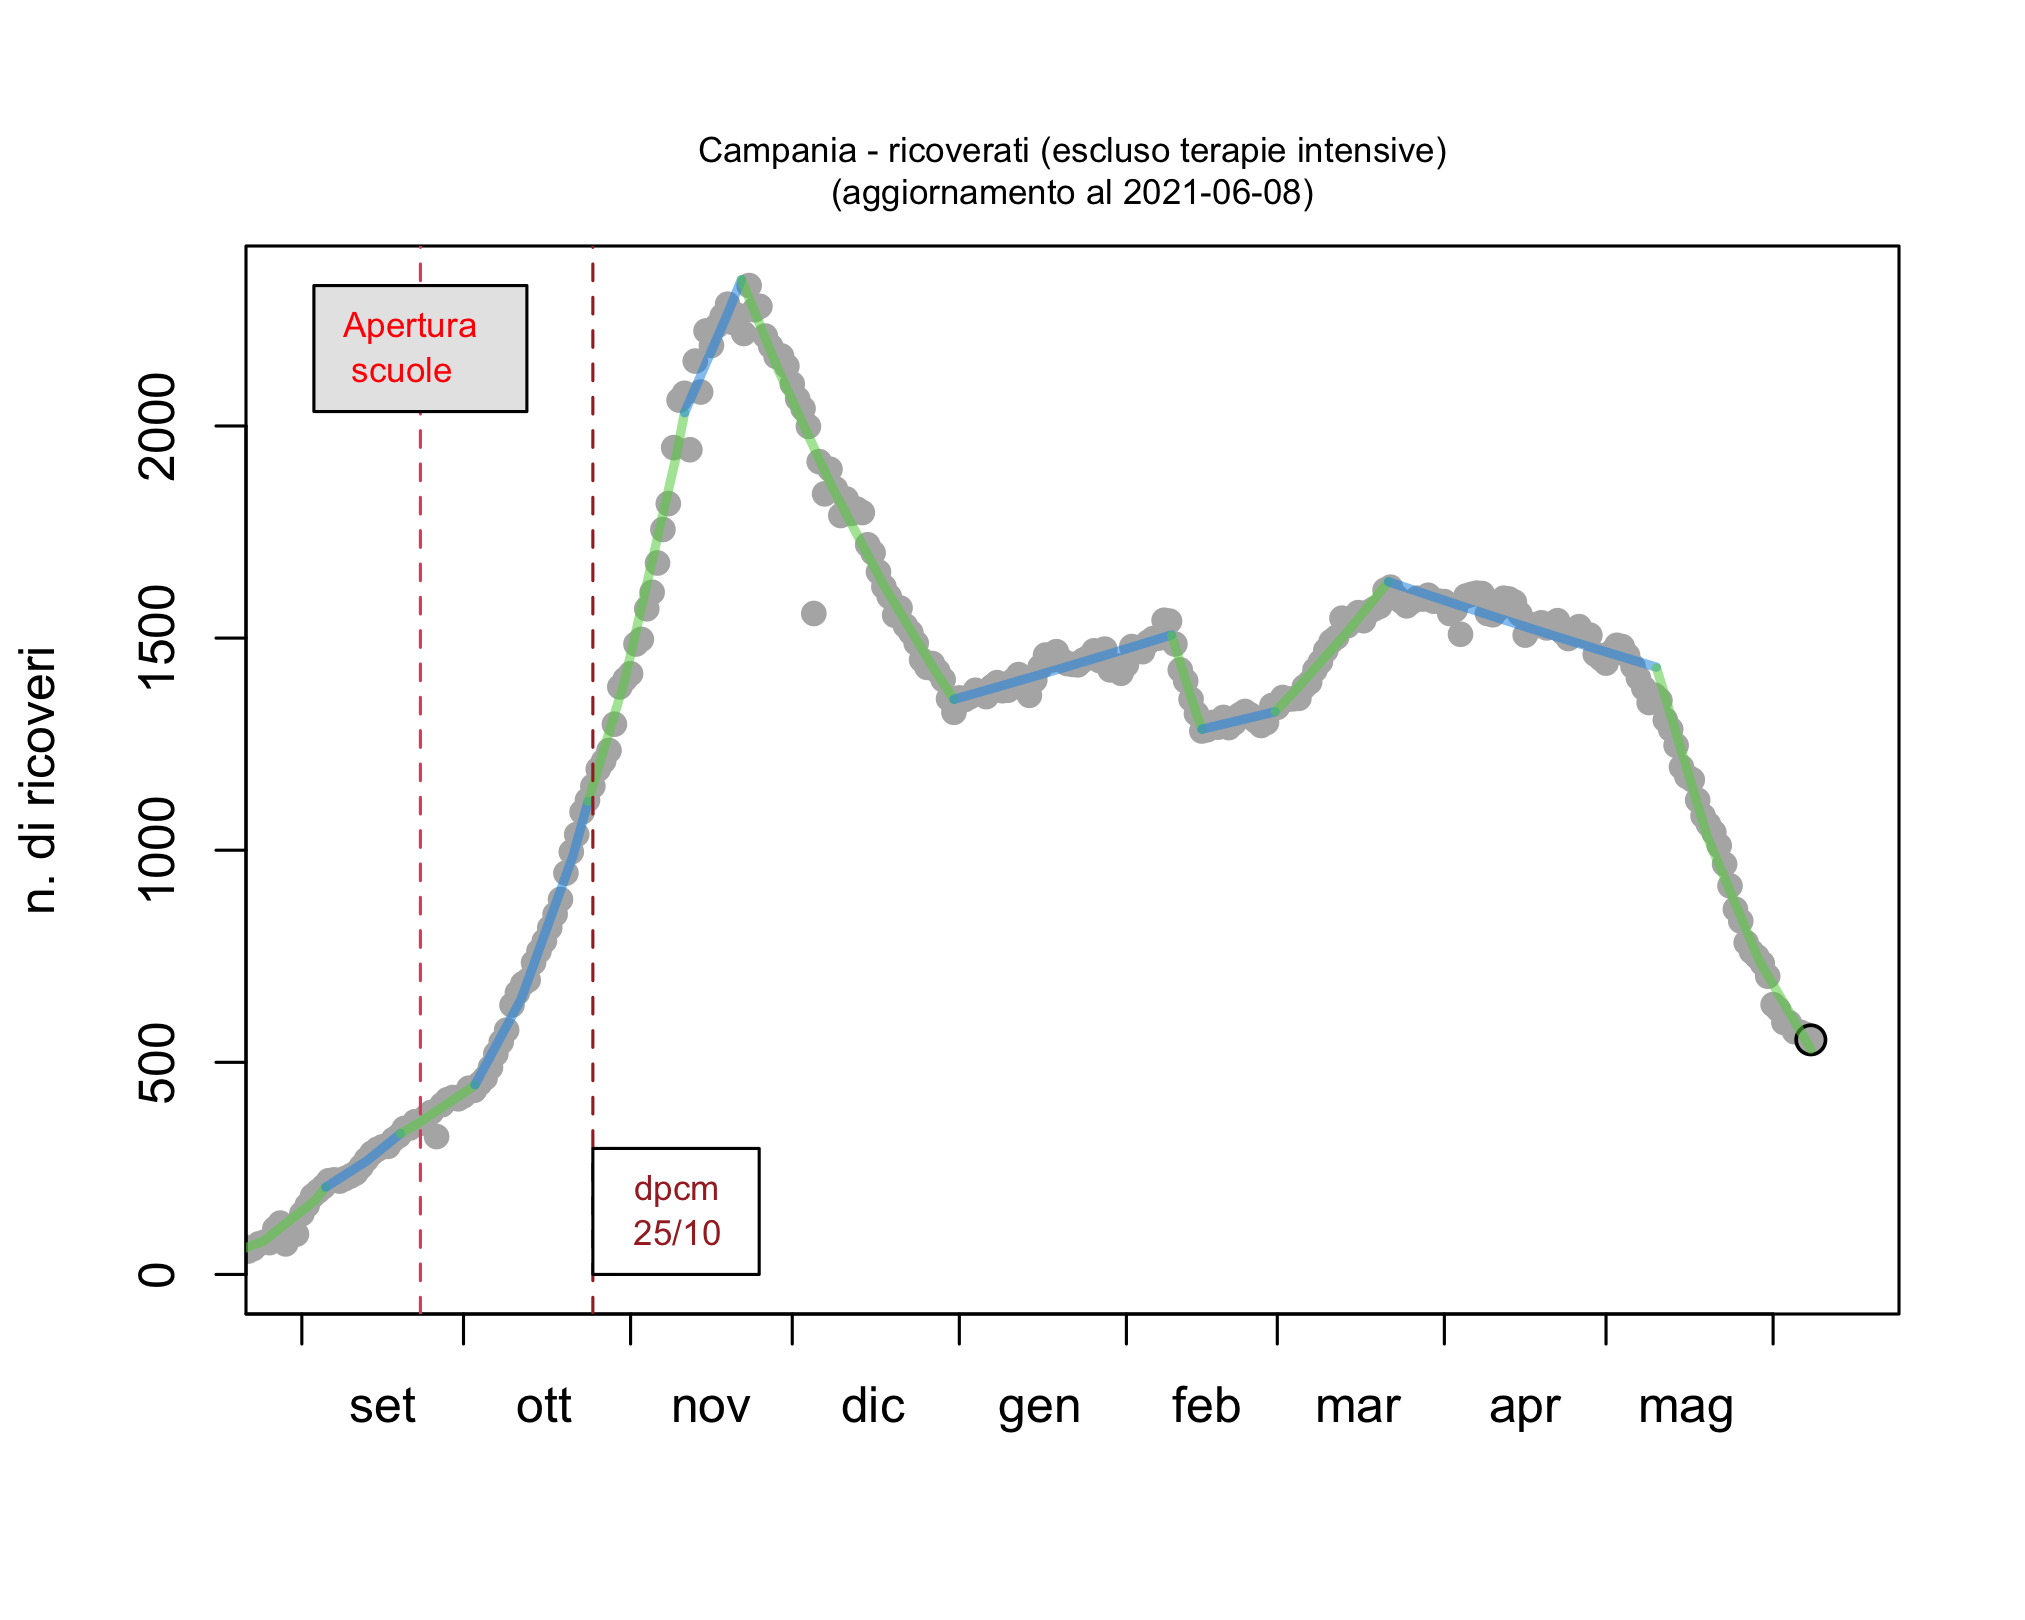 Campania - ricoverati (escluso terapie intensive)
(aggiornamento al 2021-06-08)
Apertura
scuole
dpcm
25/10
n. di ricoveri
2000
1500
1000
500
0
set ott nov dic gen feb mar apr mag